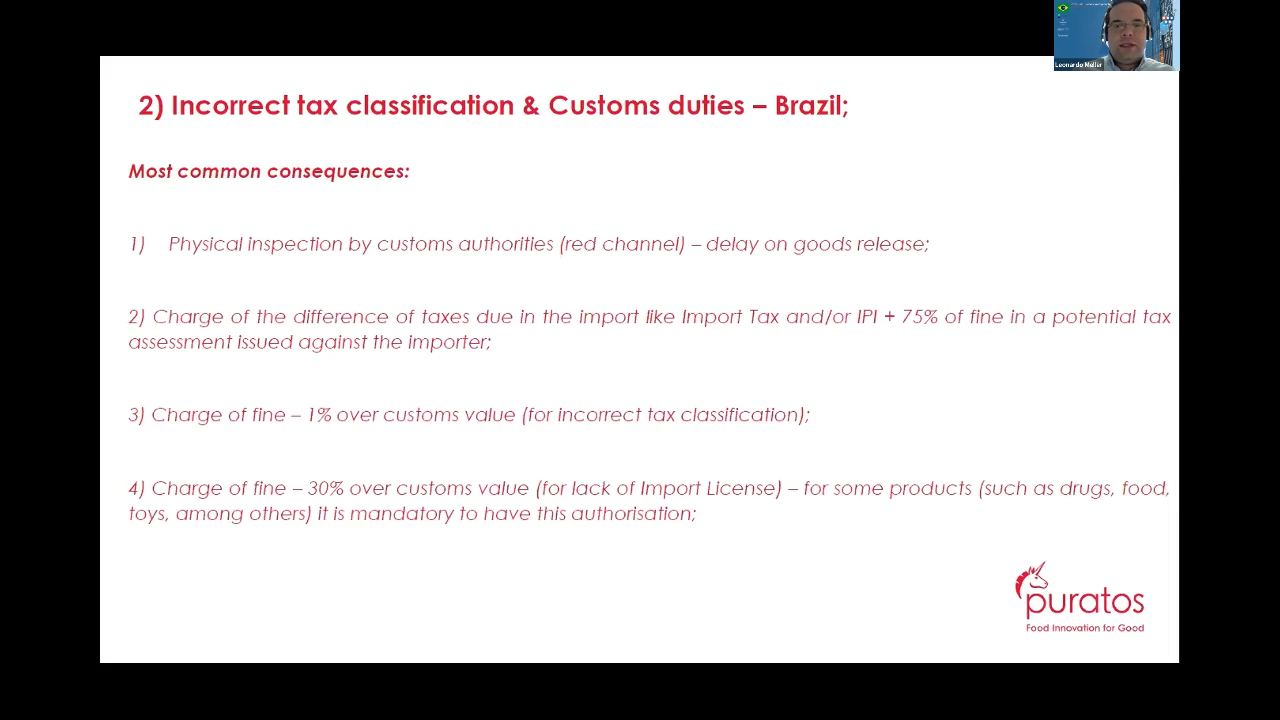 Leonardo Meller
2) Incorrect tax classification & Customs duties – Brazil;
Most common consequences:
1) Physical inspection by customs authorities (red channel) – delay on goods release;
2) Charge of the difference of taxes due in the import like Import Tax and/or IPI + 75% of fine in a potential tax
assessment issued against the importer;
3) Charge of fine – 1% over customs value (for incorrect tax classification);
4) Charge of fine – 30% over customs value (for lack of Import License) – for some products (such as drugs, food,
toys, among others) it is mandatory to have this authorisation;
puratos
Food Innovation for Good